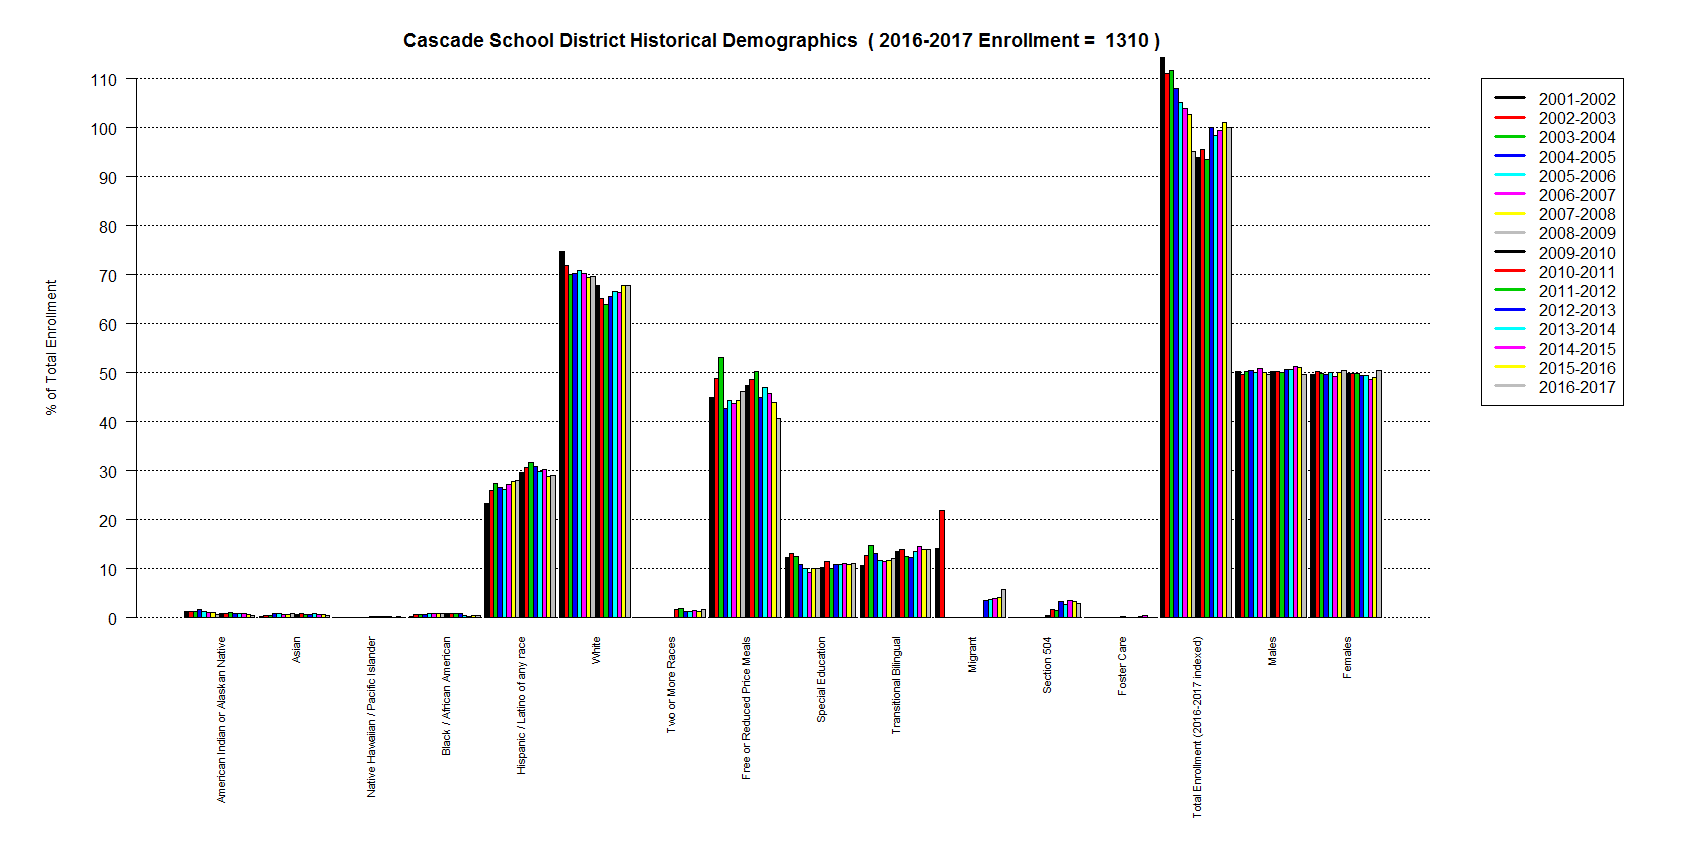 Cascade School District Historical Demographics ( 2016-2017 Enrollment = 1310 )
% of Total Enrollment
110
100
90
80
70
60
50
40
30
20
10
0
American Indian or Alaskan Native
Asian
Native Hawaiian / Pacific Islander
Black / African American
Hispanic / Latino of any race
White
Two or More Races
Free or Reduced Price Meals
Special Education
Transitional Bilingual
Migrant
Section 504
Foster Care
Total Enrollment (2016-2017 indexed)
Males
Females
2001-2002
2002-2003
2003-2004
2004-2005
2005-2006
2006-2007
2007-2008
2008-2009
2009-2010
2010-2011
2011-2012
2012-2013
2013-2014
2014-2015
2015-2016
2016-2017